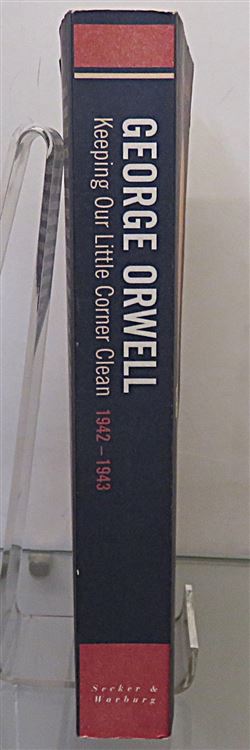 GEORGE ORWELL
Keeping Our Little Corner Clean 1942–1943
Secker &
Warburg